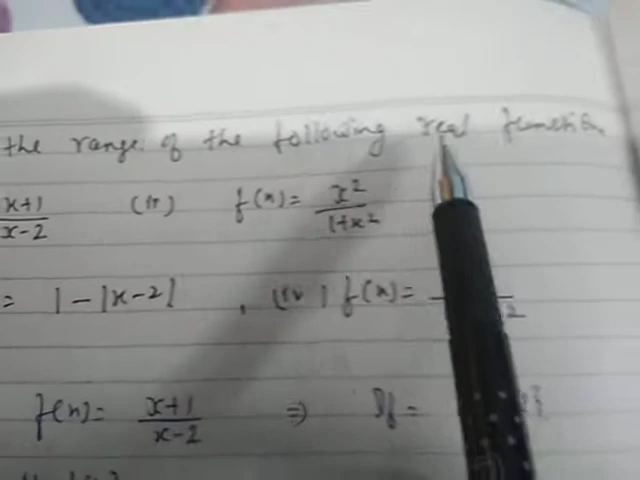 the range of the following real function
x+1/x-2 (ii) f(x)= x²/1+x²
= 1-|x-2| , (iv) f(x)=
f(x)= x+1/x-2 ⇒ Df =